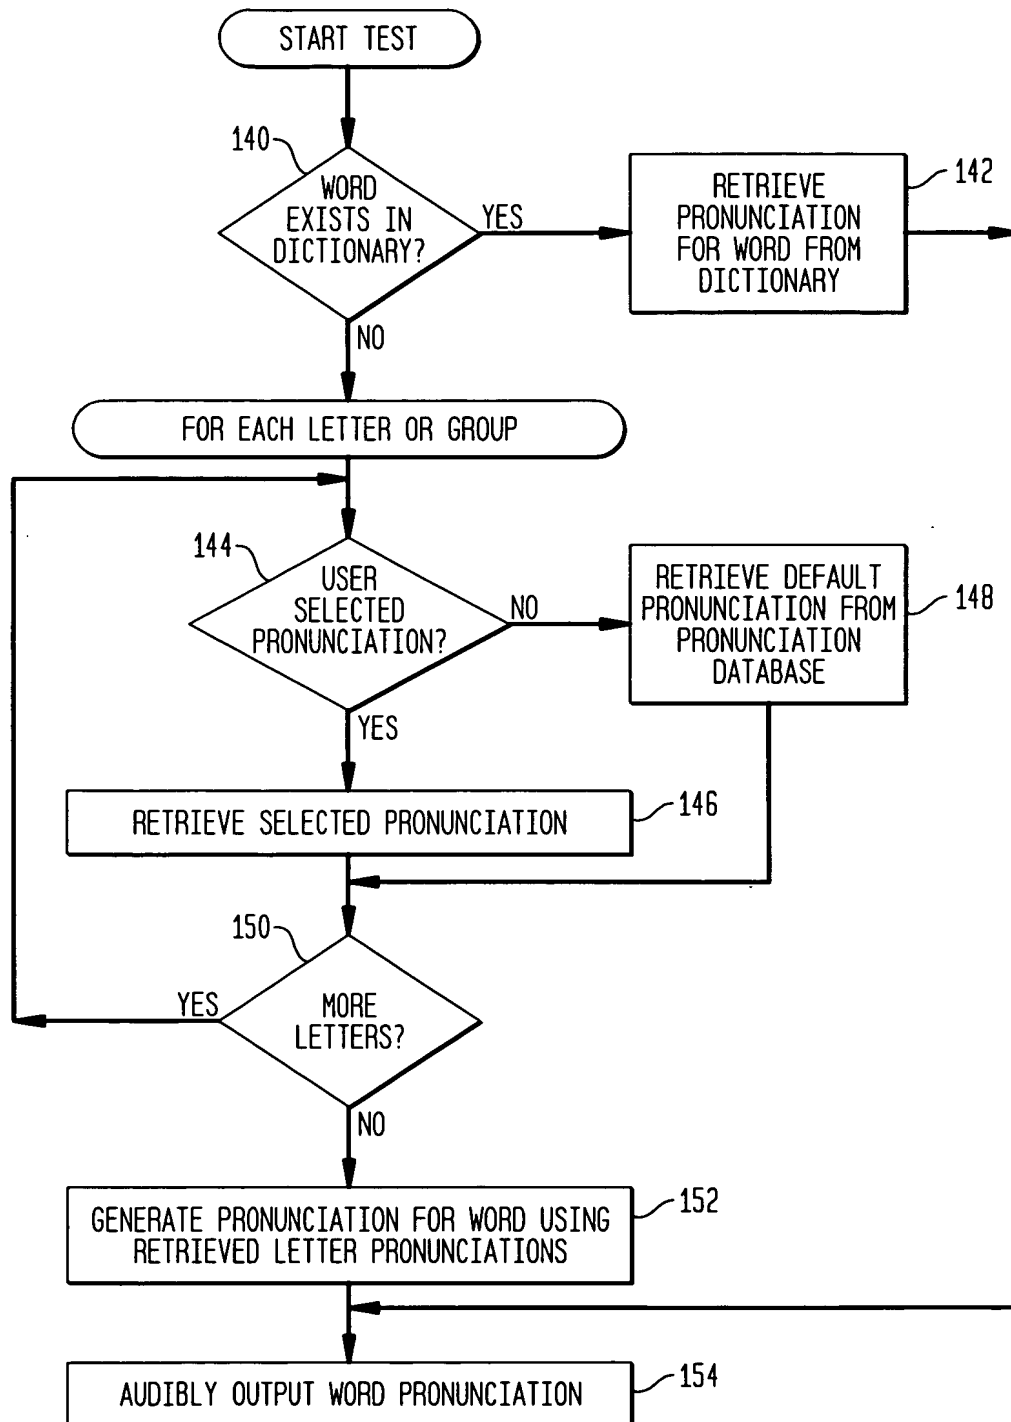 START TEST
140
WORD
EXISTS IN
DICTIONARY?
YES
RETRIEVE
PRONUNCIATION
FOR WORD FROM
DICTIONARY
142
NO
FOR EACH LETTER OR GROUP
144
USER
SELECTED
PRONUNCIATION?
NO
RETRIEVE DEFAULT
PRONUNCIATION FROM
PRONUNCIATION
DATABASE
148
YES
RETRIEVE SELECTED PRONUNCIATION
146
150
YES
MORE
LETTERS?
NO
GENERATE PRONUNCIATION FOR WORD USING
RETRIEVED LETTER PRONUNCIATIONS
152
AUDIBLY OUTPUT WORD PRONUNCIATION
154